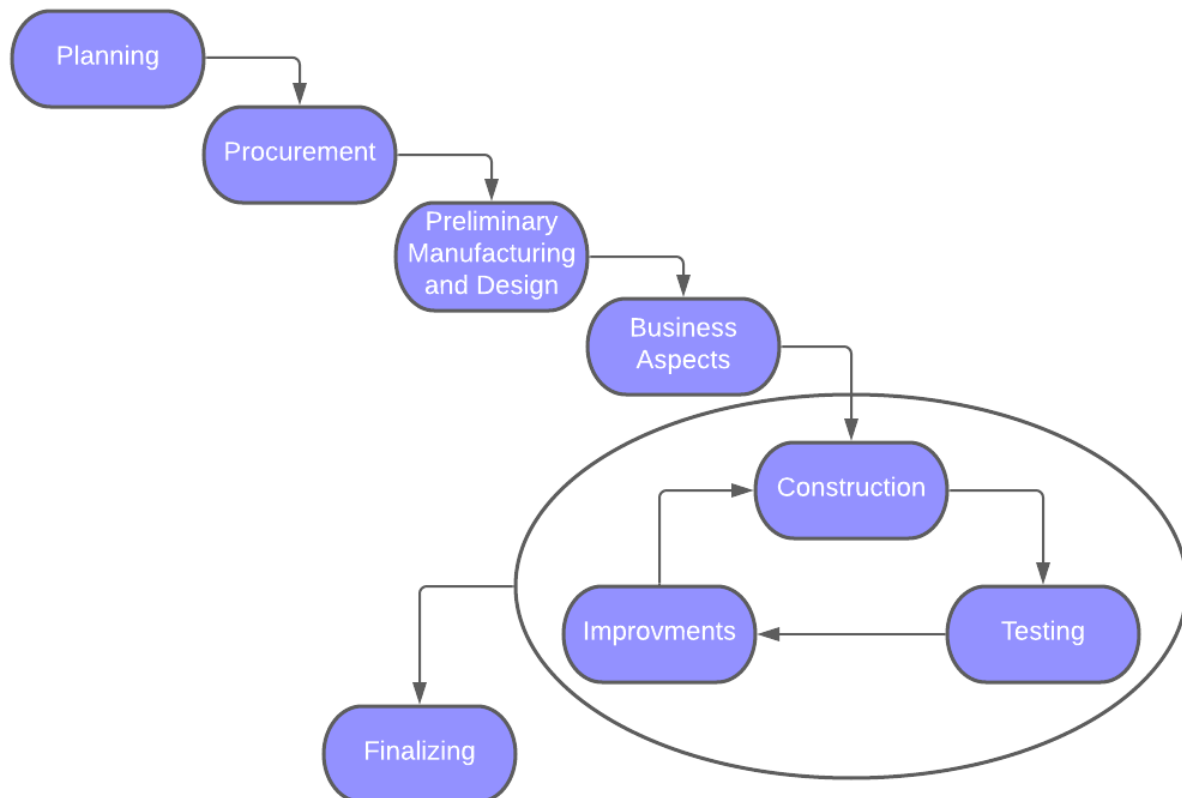 Planning
Procurement
Preliminary
Manufacturing
and Design
Business
Aspects
Construction
Improvments
Testing
Finalizing